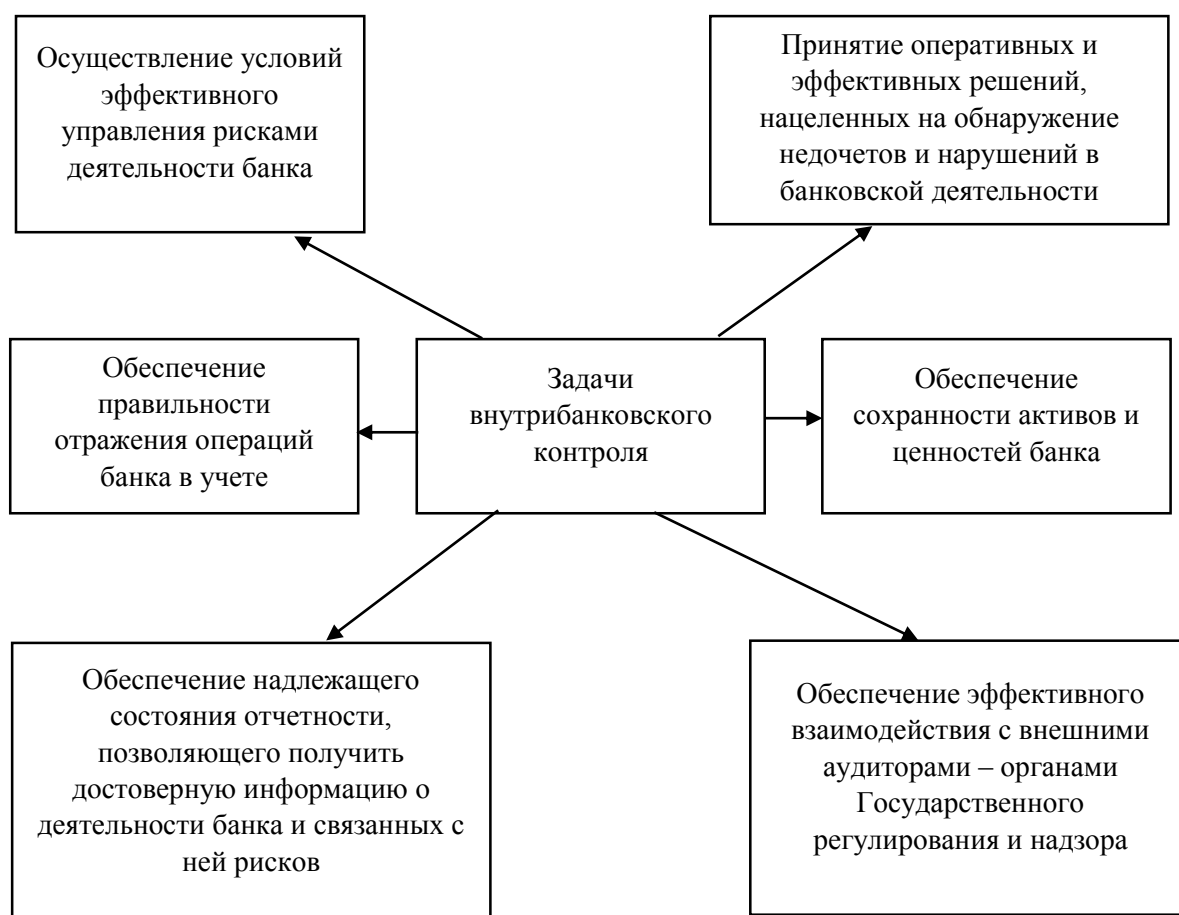 Осуществление условий
эффективного
управления рисками
деятельности банка
Принятие оперативных и
эффективных решений,
нацеленных на обнаружение
недочетов и нарушений в
банковской деятельности
Обеспечение
правильности
отражения операций
банка в учете
Задачи
внутрибанковского
контроля
Обеспечение
сохранности активов и
ценностей банка
Обеспечение надлежащего
состояния отчетности,
позволяющего получить
достоверную информацию о
деятельности банка и связанных с
ней рисков
Обеспечение эффективного
взаимодействия с внешними
аудиторами – органами
Государственного
регулирования и надзора